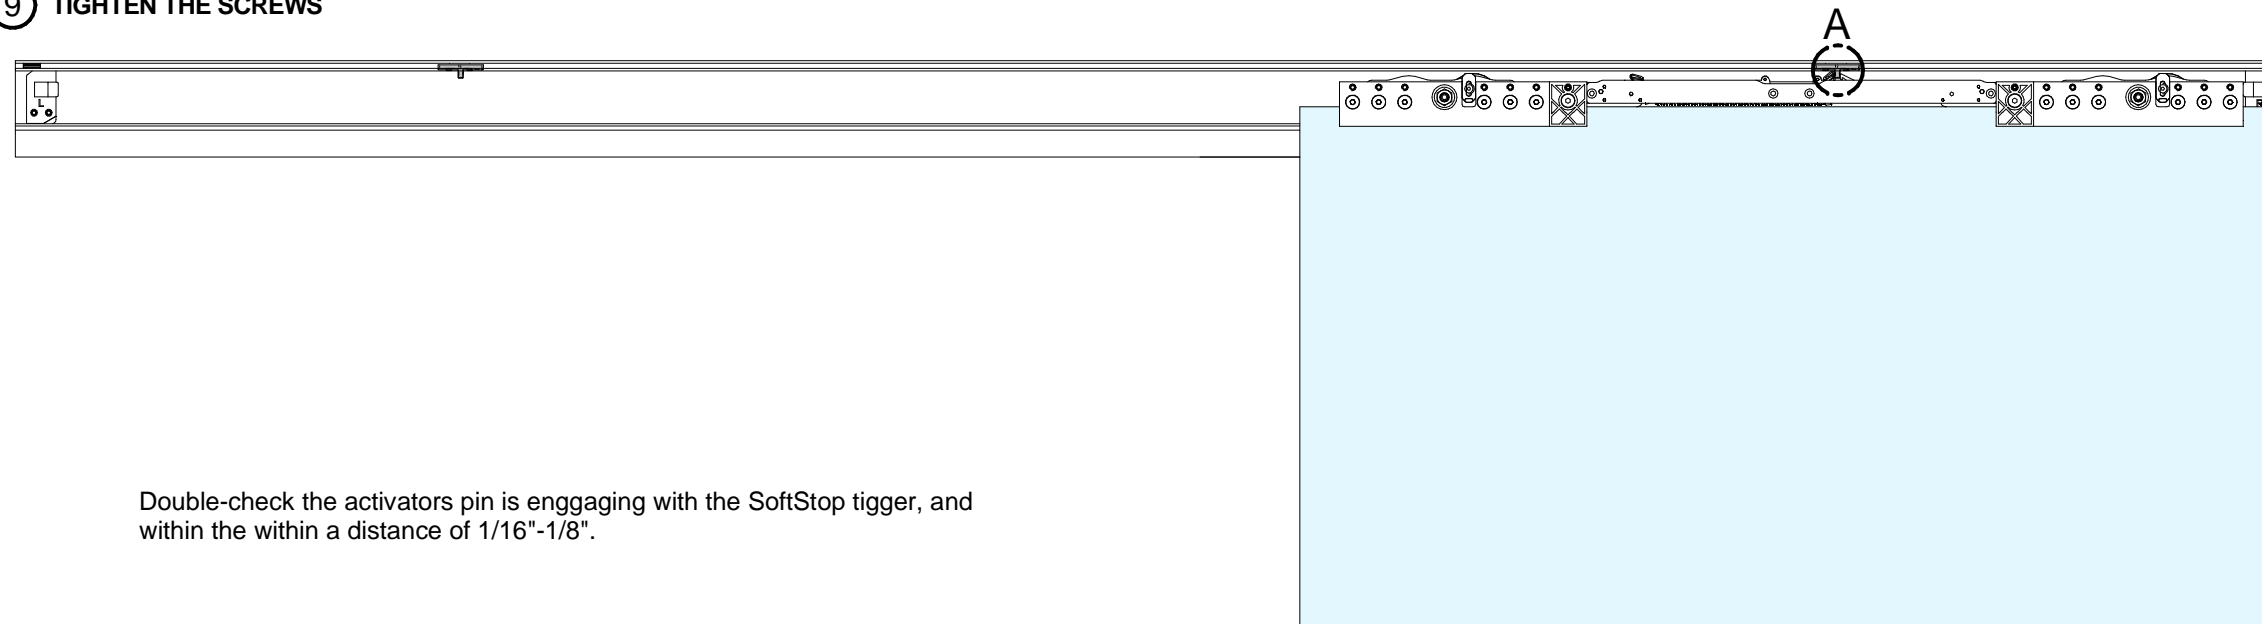 9 TIGHTEN THE SCREWS
A
L
Double-check the activators pin is enggaging with the SoftStop tigger, and
within the within a distance of 1/16"-1/8".